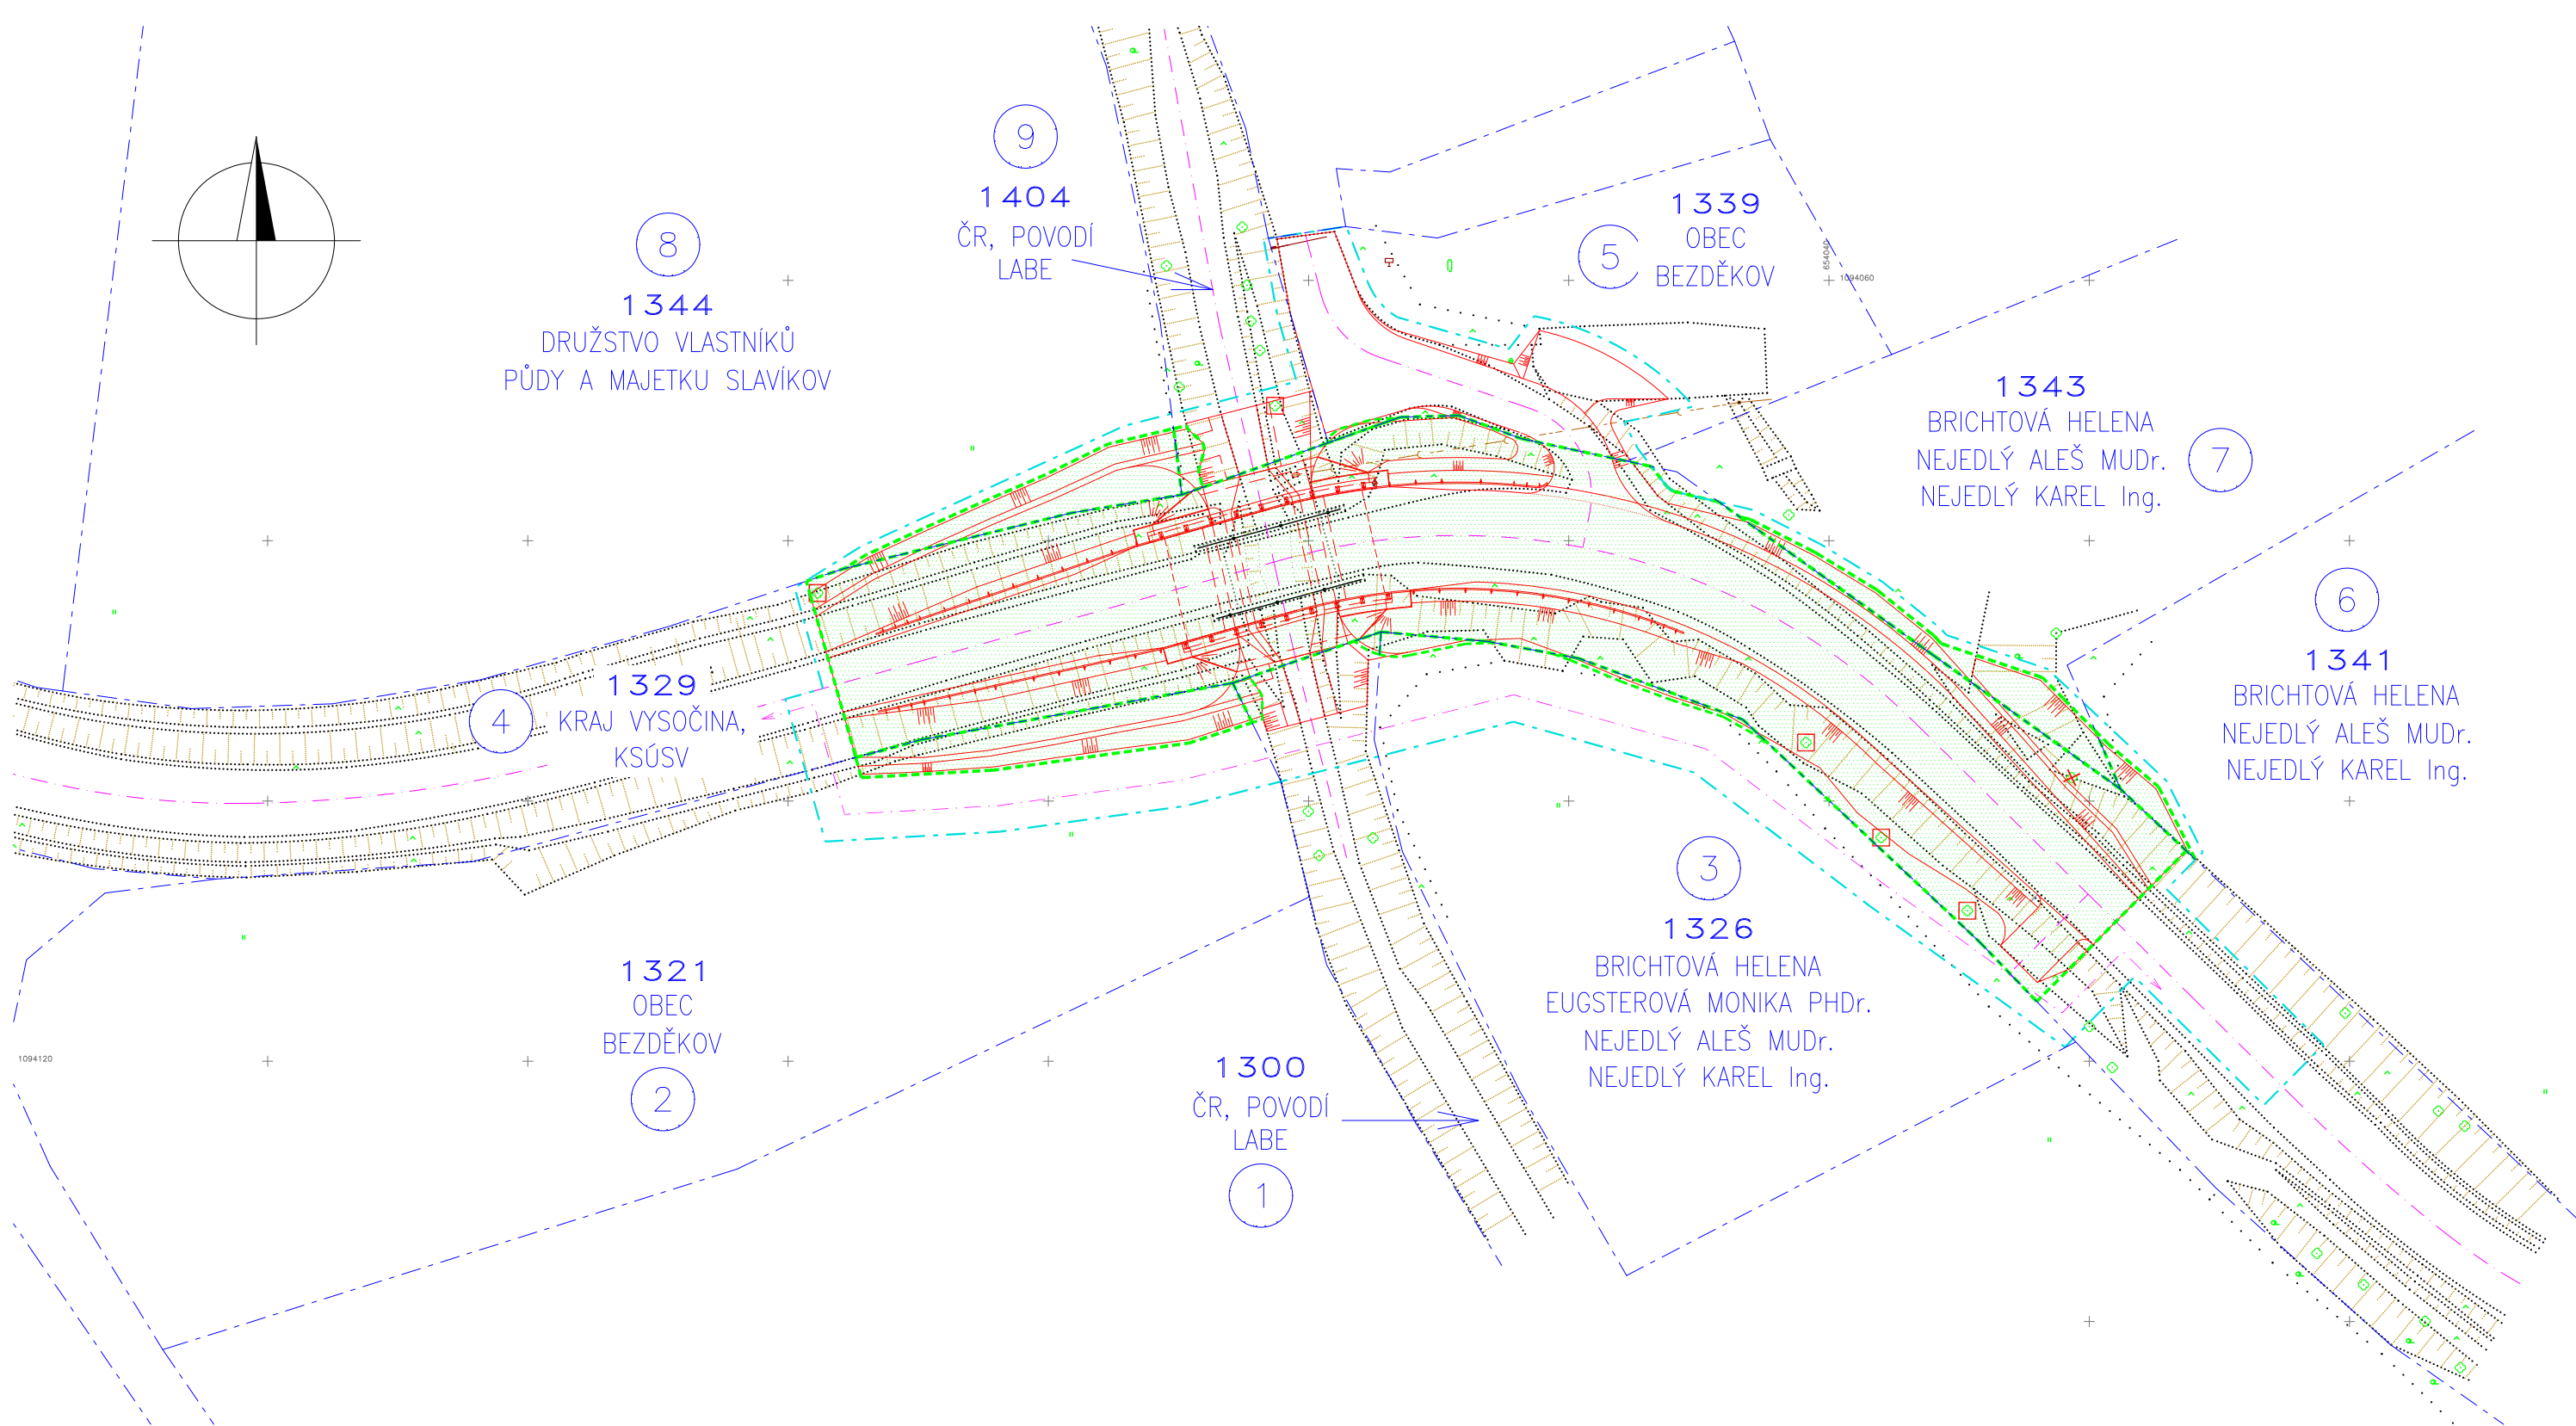 9
1404
ČR, POVODÍ
LABE
8
1344
DRUŽSTVO VLASTNÍKŮ
PŮDY A MAJETKU SLAVÍKOV
5
1339
OBEC
BEZDĚKOV
654040
1094060
1343
BRICHTOVÁ HELENA
NEJEDLÝ ALEŠ MUDr.
NEJEDLÝ KAREL Ing.
7
6
1341
BRICHTOVÁ HELENA
NEJEDLÝ ALEŠ MUDr.
NEJEDLÝ KAREL Ing.
4
1329
KRAJ VYSOČINA,
KSÚSV
3
1326
BRICHTOVÁ HELENA
EUGSTEROVÁ MONIKA PHDr.
NEJEDLÝ ALEŠ MUDr.
NEJEDLÝ KAREL Ing.
1321
OBEC
BEZDĚKOV
2
1094120
1300
ČR, POVODÍ
LABE
1